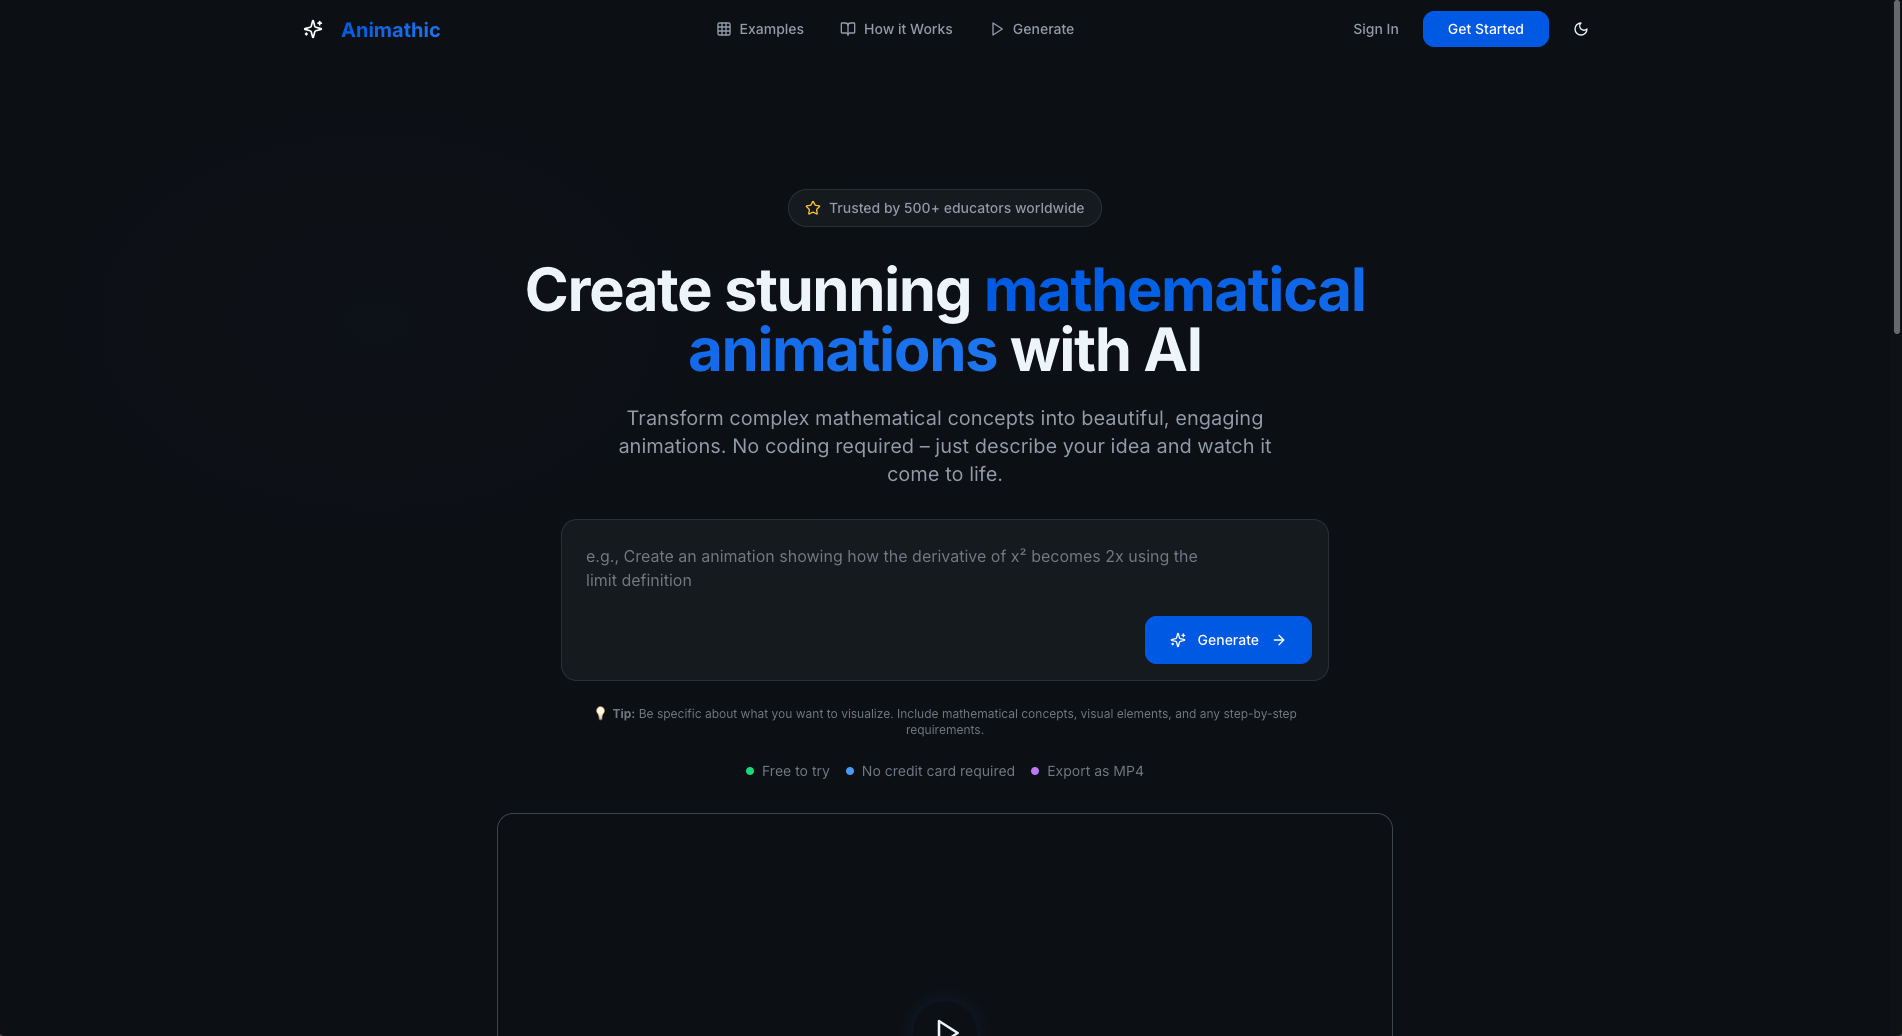 Animathic
Examples
How it Works
Generate
Sign In
Get Started
Trusted by 500+ educators worldwide
Create stunning mathematical
animations with AI
Transform complex mathematical concepts into beautiful, engaging
animations. No coding required – just describe your idea and watch it
come to life.
e.g., Create an animation showing how the derivative of x² becomes 2x using the
limit definition
Generate
Tip: Be specific about what you want to visualize. Include mathematical concepts, visual elements, and any step-by-step
requirements.
Free to try
No credit card required
Export as MP4